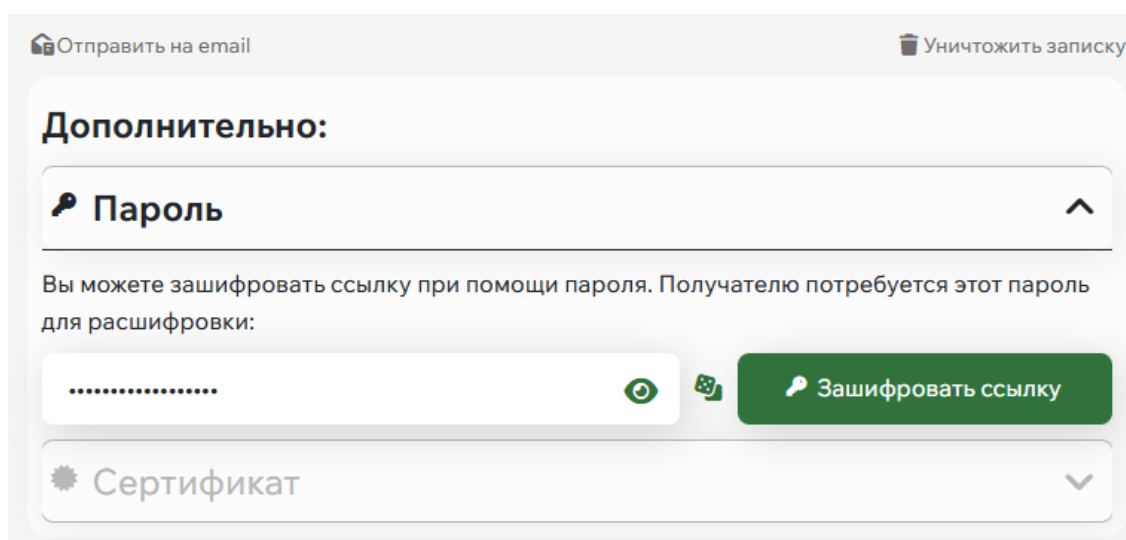 Отправить на email
Уничтожить записку
Дополнительно:
Пароль
Вы можете зашифровать ссылку при помощи пароля. Получателю потребуется этот пароль
для расшифровки:
••••••••••••••••••
Зашифровать ссылку
Сертификат